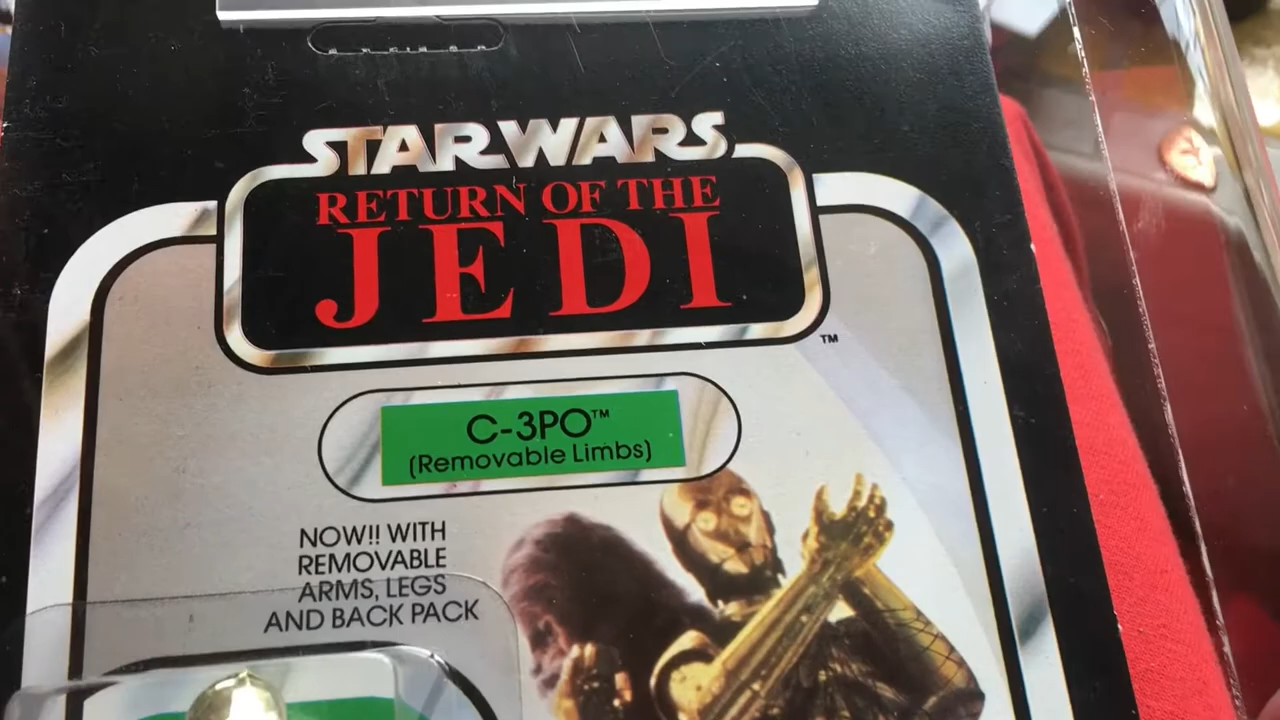 STAR WARS
RETURN OF THE
JEDI
TM
C-3PO™
(Removable Limbs)
NOW!! WITH
REMOVABLE
ARMS, LEGS
AND BACK PACK